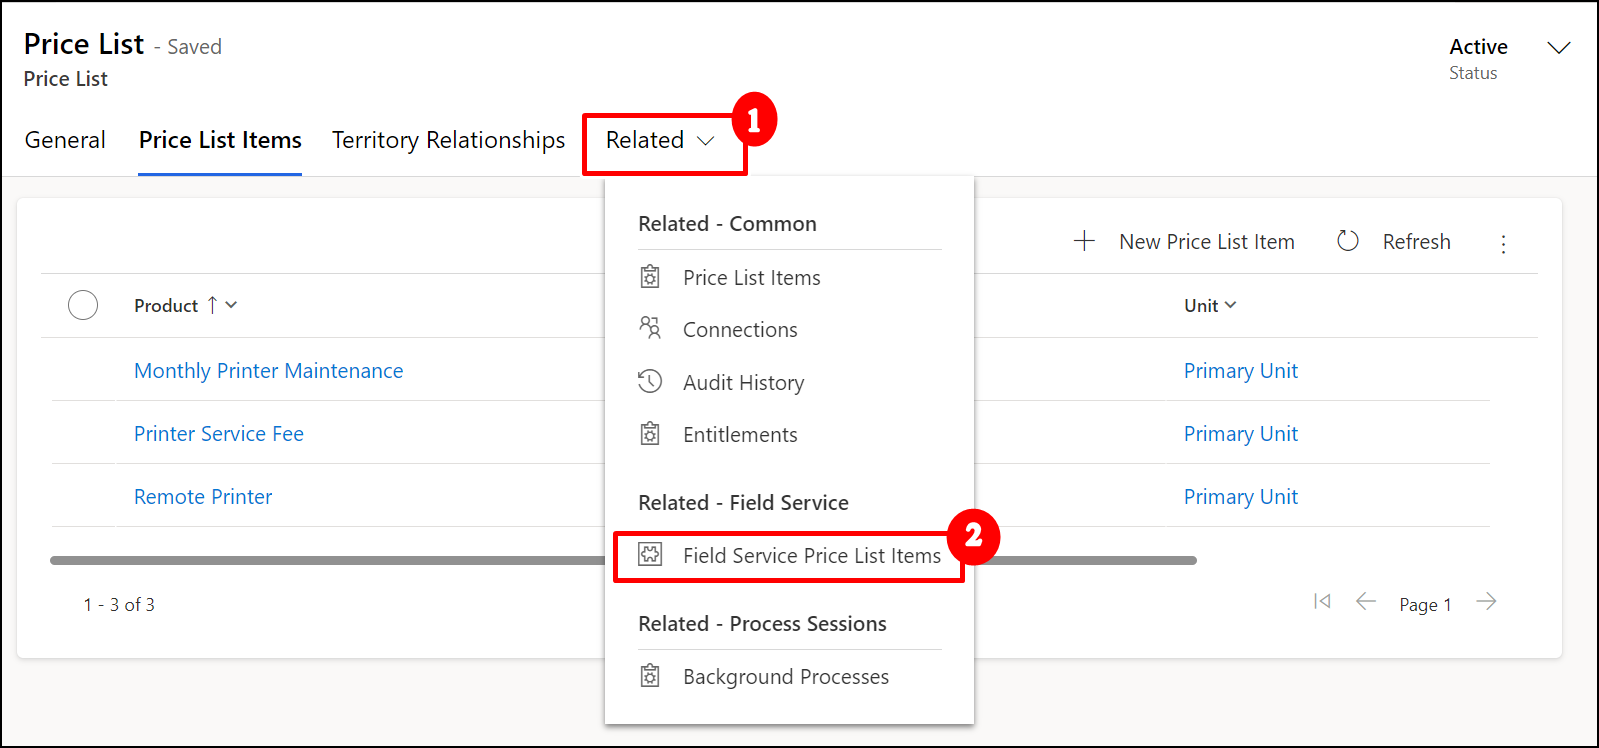 Price List - Saved
Price List
Active
Status
General Price List Items Territory Relationships Related 1
Related - Common
Price List Items
Connections
Audit History
Entitlements
Related - Field Service
Field Service Price List Items 2
Related - Process Sessions
Background Processes
New Price List Item Refresh
Product Unit
Monthly Printer Maintenance Primary Unit
Printer Service Fee Primary Unit
Remote Printer Primary Unit
1 - 3 of 3 Page 1